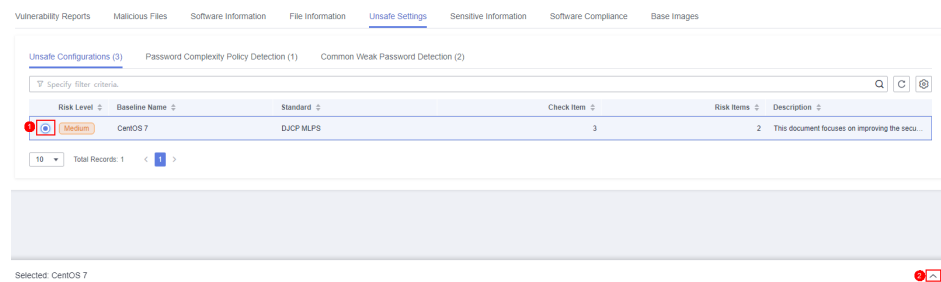 Vulnerability Reports Malicious Files Software Information File Information Unsafe Settings Sensitive Information Software Compliance Base Images
Unsafe Configurations (3) Password Complexity Policy Detection (1) Common Weak Password Detection (2)
Specify filter criteria.
Risk Level Baseline Name Standard Check Item Risk Items Description
1 Medium CentOS 7 DJCP MLPS 3 2 This document focuses on improving the secu...
10 Total Records: 1 < 1 >
Selected: CentOS 7 2